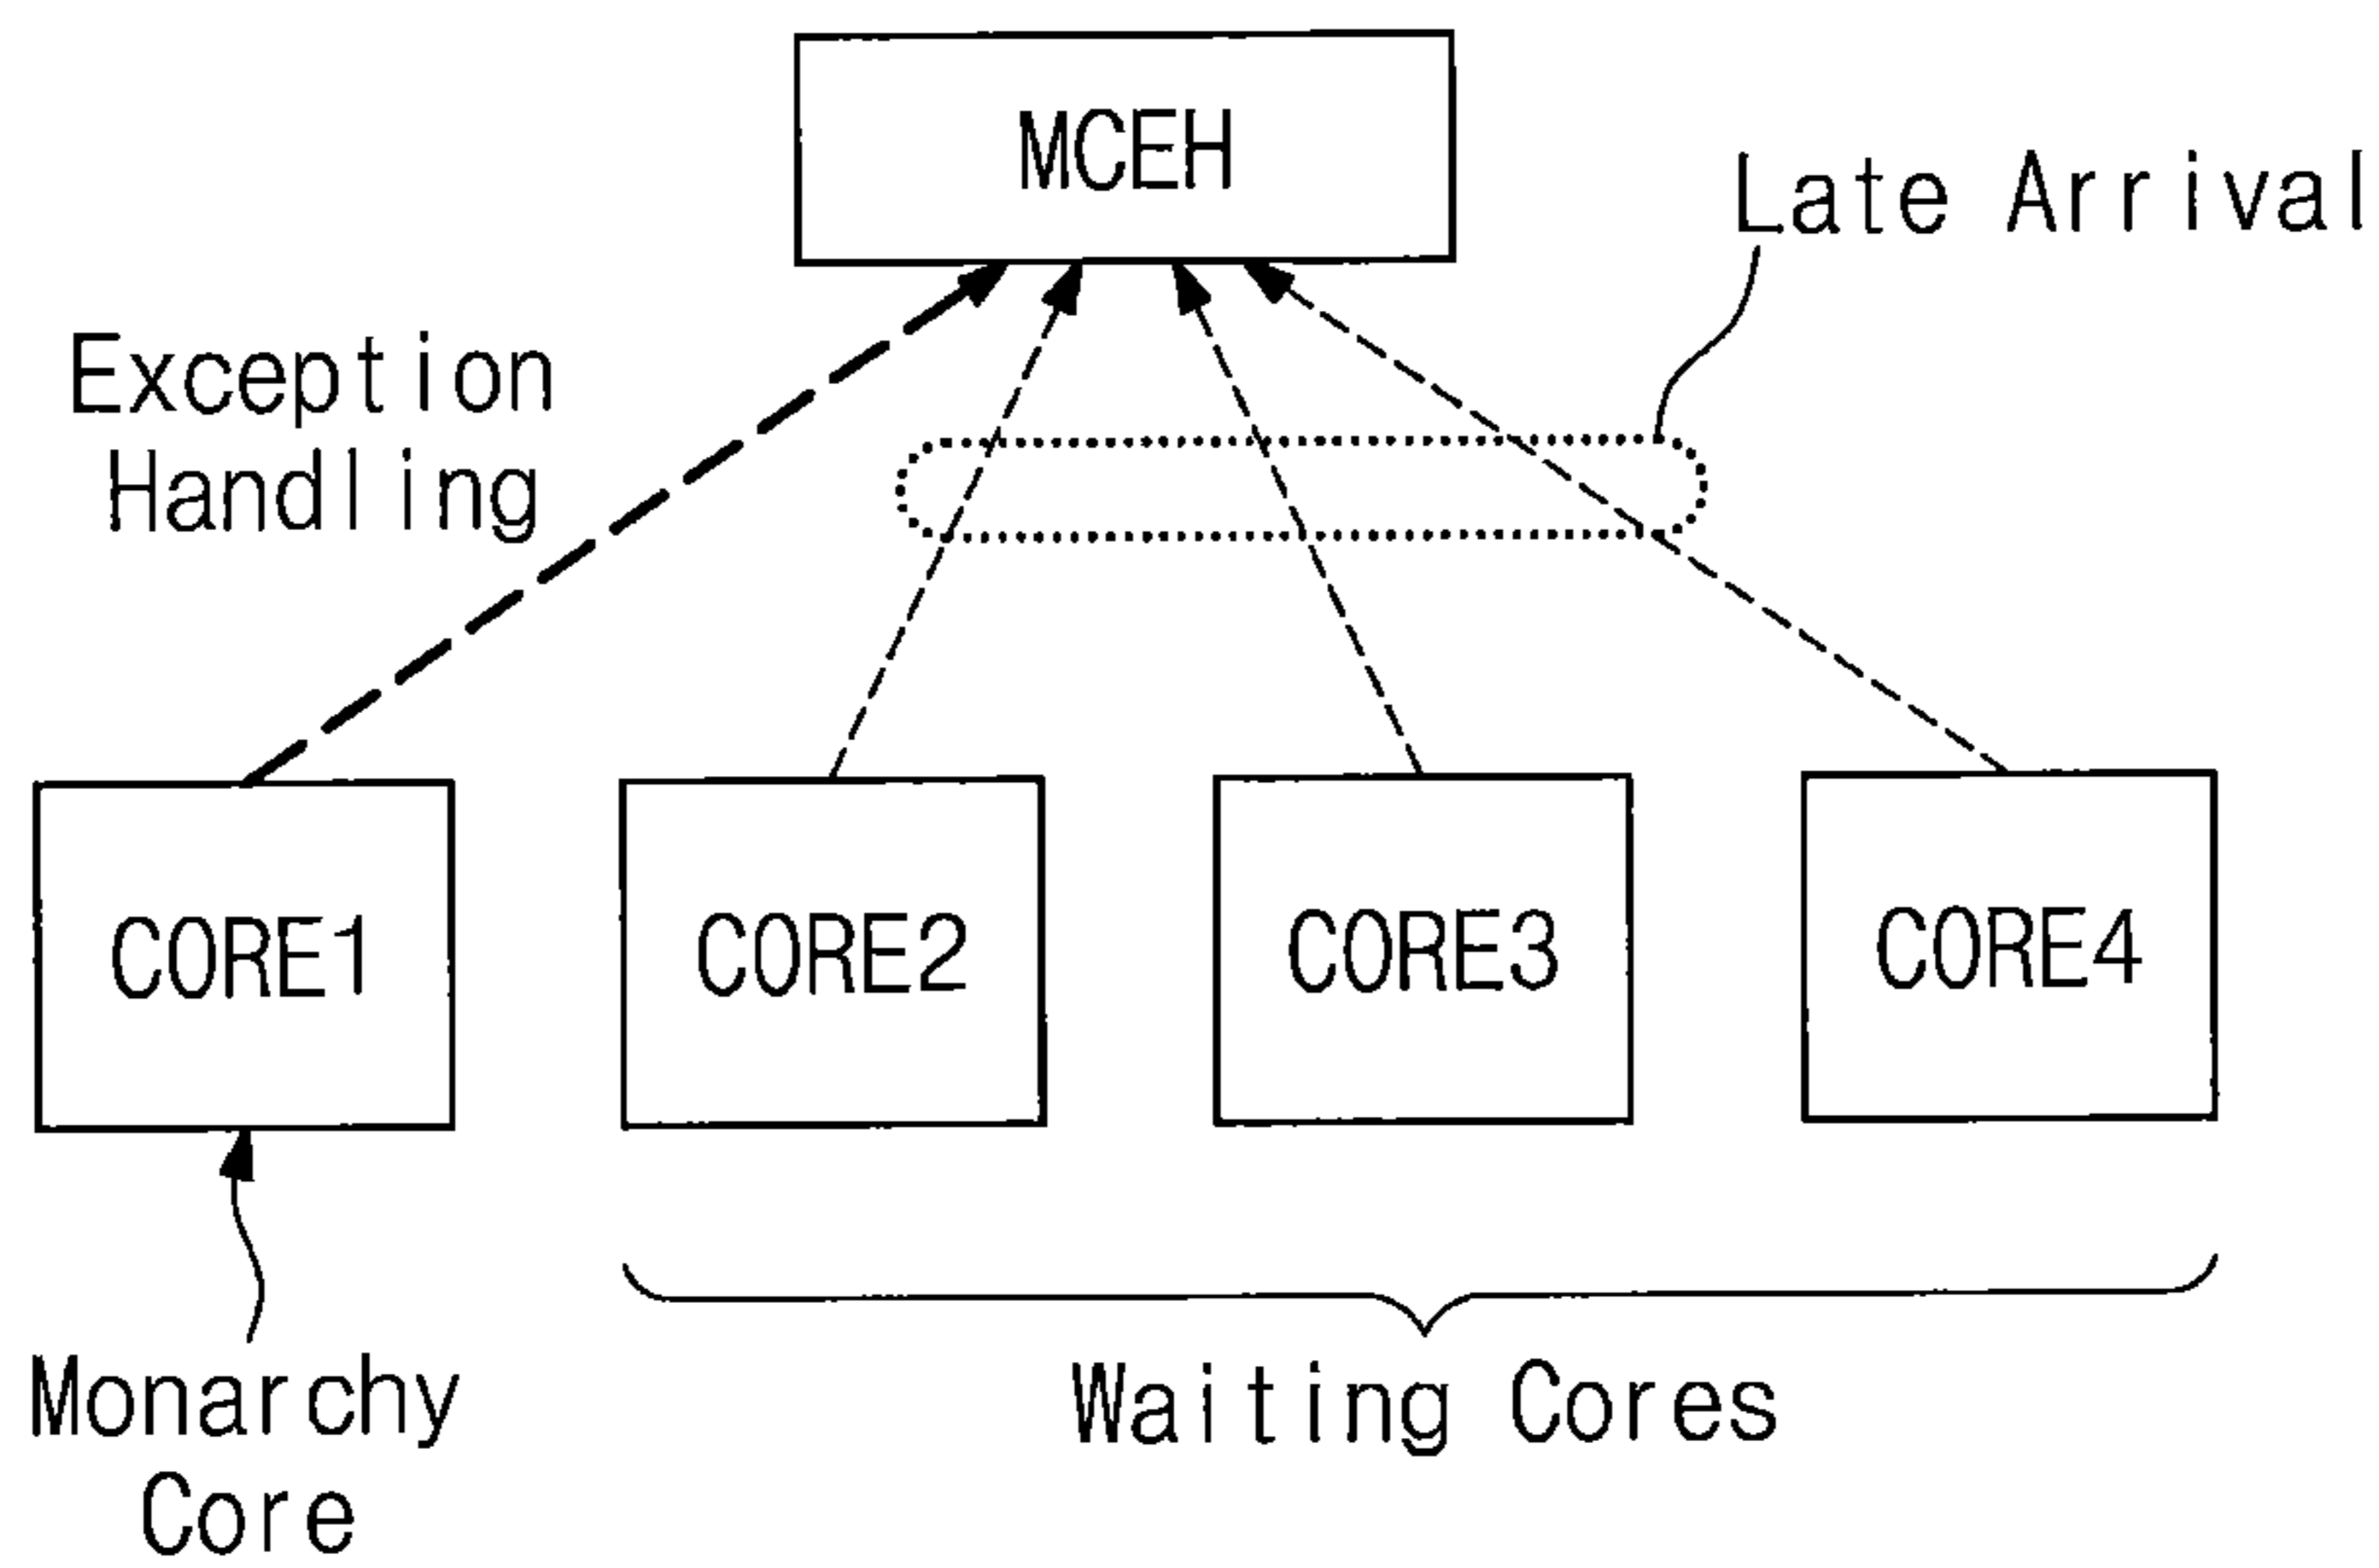 MCEH
Late Arrival
Exception
Handling
CORE1
CORE2
CORE3
CORE4
Monarchy
Core
Waiting Cores